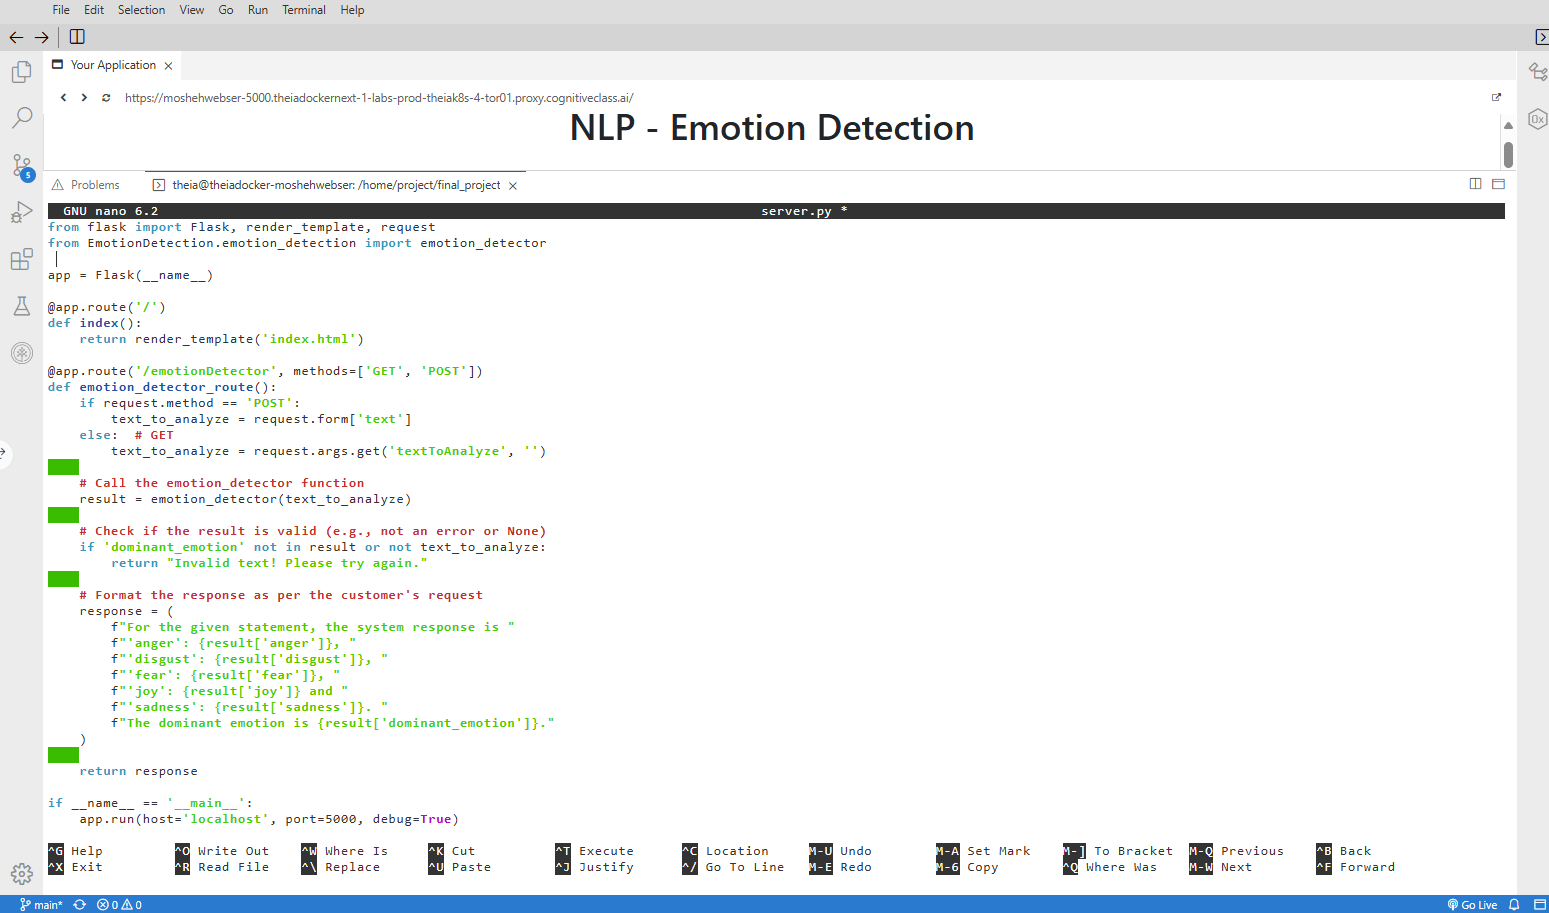 File Edit Selection View Go Run Terminal Help
Your Application
https://moshehwebser-5000.theiadockernext-1-labs-prod-theiak8s-4-tor01.proxy.cognitiveclass.ai/
NLP - Emotion Detection
Problems theia@theiadocker-moshehwebser: /home/project/final_project
GNU nano 6.2 server.py *
from flask import Flask, render_template, request
from EmotionDetection.emotion_detection import emotion_detector
app = Flask(__name__)
@app.route('/')
def index():
    return render_template('index.html')
@app.route('/emotionDetector', methods=['GET', 'POST'])
def emotion_detector_route():
    if request.method == 'POST':
        text_to_analyze = request.form['text']
    else:  # GET
        text_to_analyze = request.args.get('textToAnalyze', '')
    # Call the emotion_detector function
    result = emotion_detector(text_to_analyze)
    # Check if the result is valid (e.g., not an error or None)
    if 'dominant_emotion' not in result or not text_to_analyze:
        return "Invalid text! Please try again."
    # Format the response as per the customer's request
    response = (
        f"For the given statement, the system response is "
        f"'anger': {result['anger']}, "
        f"'disgust': {result['disgust']}, "
        f"'fear': {result['fear']}, "
        f"'joy': {result['joy']} and "
        f"'sadness': {result['sadness']}. "
        f"The dominant emotion is {result['dominant_emotion']}."
    )
    return response
if __name__ == '__main__':
    app.run(host='localhost', port=5000, debug=True)
^G Help ^O Write Out ^W Where Is ^K Cut ^T Execute ^C Location M-U Undo M-A Set Mark M-] To Bracket M-Q Previous ^B Back
^X Exit ^R Read File ^\ Replace ^U Paste ^J Justify ^/ Go To Line M-E Redo M-6 Copy ^Q Where Was M-W Next ^F Forward
5
0x
main* 0 0 Go Live